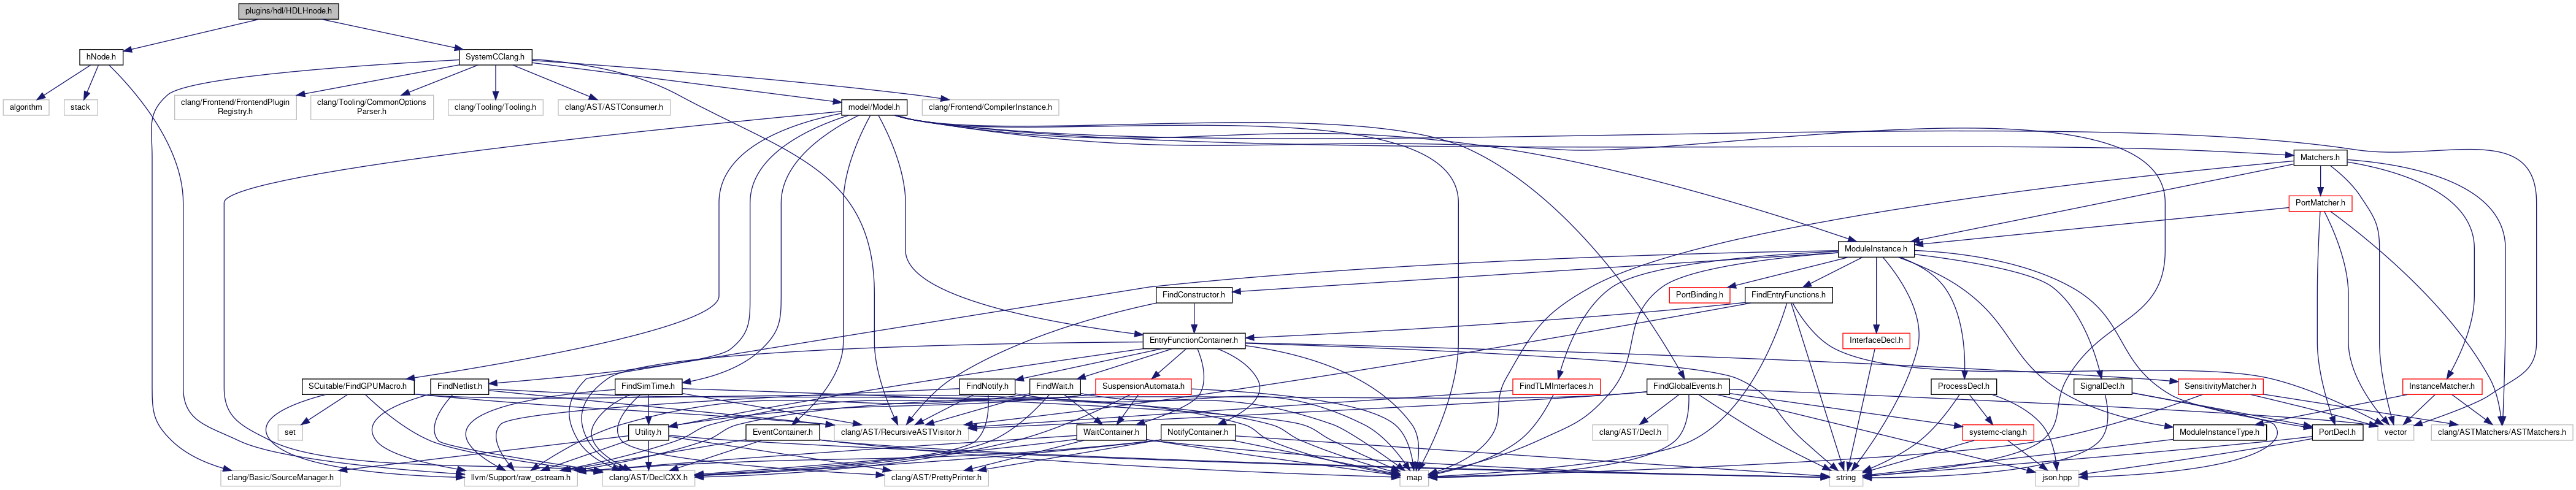 plugins/hdl/HDLHnode.h
hNode.h
SystemCClang.h
algorithm
stack
clang/Frontend/FrontendPlugin
Registry.h
clang/Tooling/CommonOptions
Parser.h
clang/Tooling/Tooling.h
clang/AST/ASTConsumer.h
model/Model.h
clang/Frontend/CompilerInstance.h
Matchers.h
PortMatcher.h
ModuleInstance.h
FindConstructor.h
PortBinding.h
FindEntryFunctions.h
EntryFunctionContainer.h
InterfaceDecl.h
SCuitable/FindGPUMacro.h
FindNetlist.h
FindSimTime.h
FindNotify.h
FindWait.h
SuspensionAutomata.h
FindTLMInterfaces.h
FindGlobalEvents.h
ProcessDecl.h
SignalDecl.h
SensitivityMatcher.h
InstanceMatcher.h
set
Utility.h
EventContainer.h
clang/AST/RecursiveASTVisitor.h
WaitContainer.h
NotifyContainer.h
clang/AST/Decl.h
systemc-clang.h
ModuleInstanceType.h
PortDecl.h
vector
clang/ASTMatchers/ASTMatchers.h
clang/Basic/SourceManager.h
llvm/Support/raw_ostream.h
clang/AST/DeclCXX.h
clang/AST/PrettyPrinter.h
map
string
json.hpp